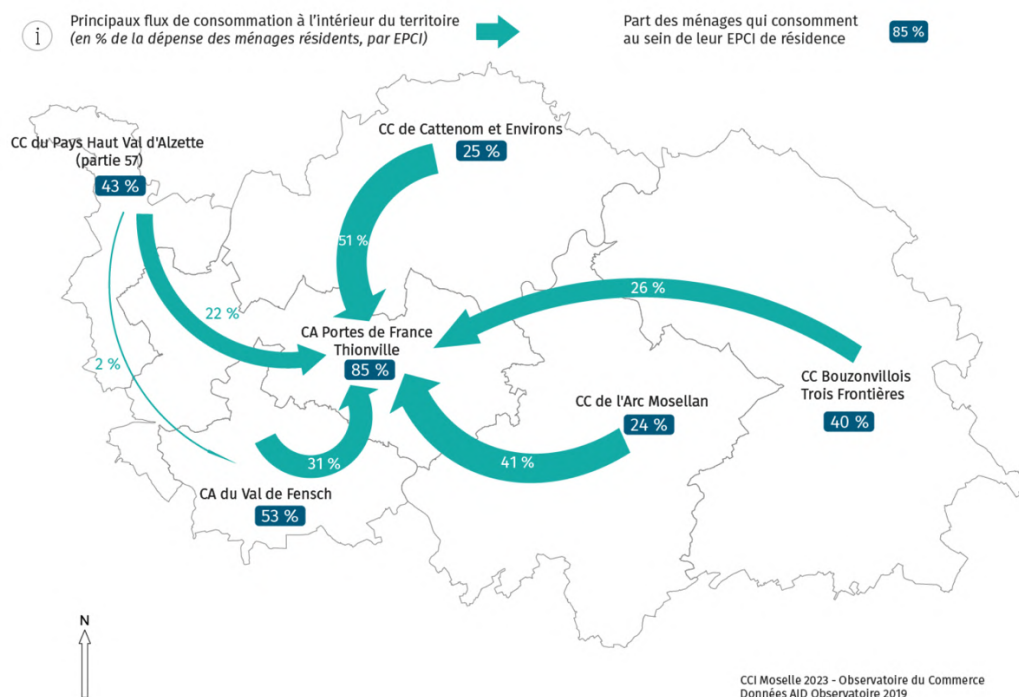 i
Principaux flux de consommation à l'intérieur du territoire
(en % de la dépense des ménages résidents, par EPCI)
Part des ménages qui consomment
au sein de leur EPCI de résidence
85 %
CC du Pays Haut Val d'Alzette
(partie 57)
43 %
CC de Cattenom et Environs
25 %
51 %
22 %
26 %
2 %
CA Portes de France
Thionville
85 %
CC Bouzonvillois
Trois Frontières
40 %
CC de l'Arc Mosellan
24 %
41 %
31 %
CA du Val de Fensch
53 %
N
CCI Moselle 2023 - Observatoire du Commerce
Données AID Observatoire 2019